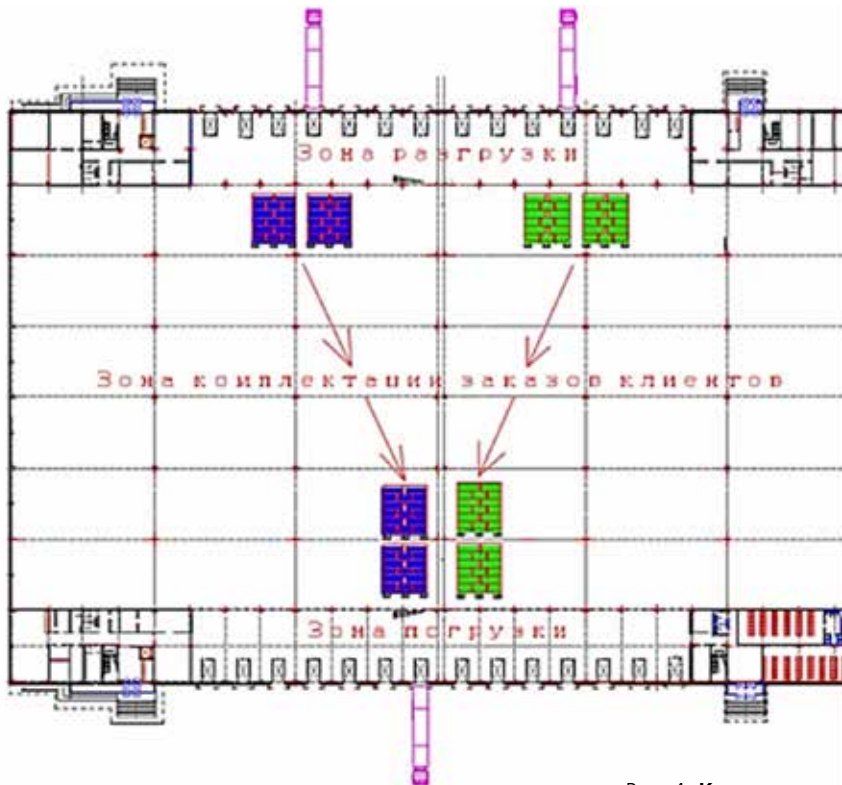 Зона разгрузки
Зона комплектации заказов клиентов
Зона погрузки